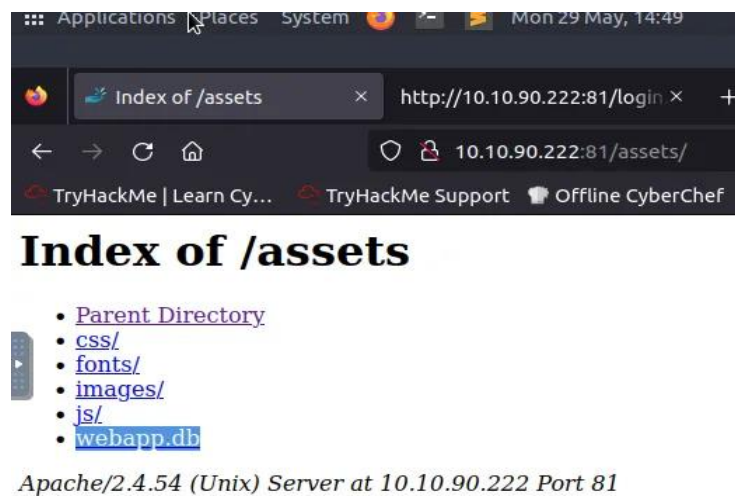 Applications Places System Mon 29 May, 14:49
Index of /assets × http://10.10.90.222:81/login × +
10.10.90.222:81/assets/
TryHackMe | Learn Cy... TryHackMe Support Offline CyberChef
Index of /assets
• Parent Directory
• css/
• fonts/
• images/
• js/
• webapp.db
Apache/2.4.54 (Unix) Server at 10.10.90.222 Port 81